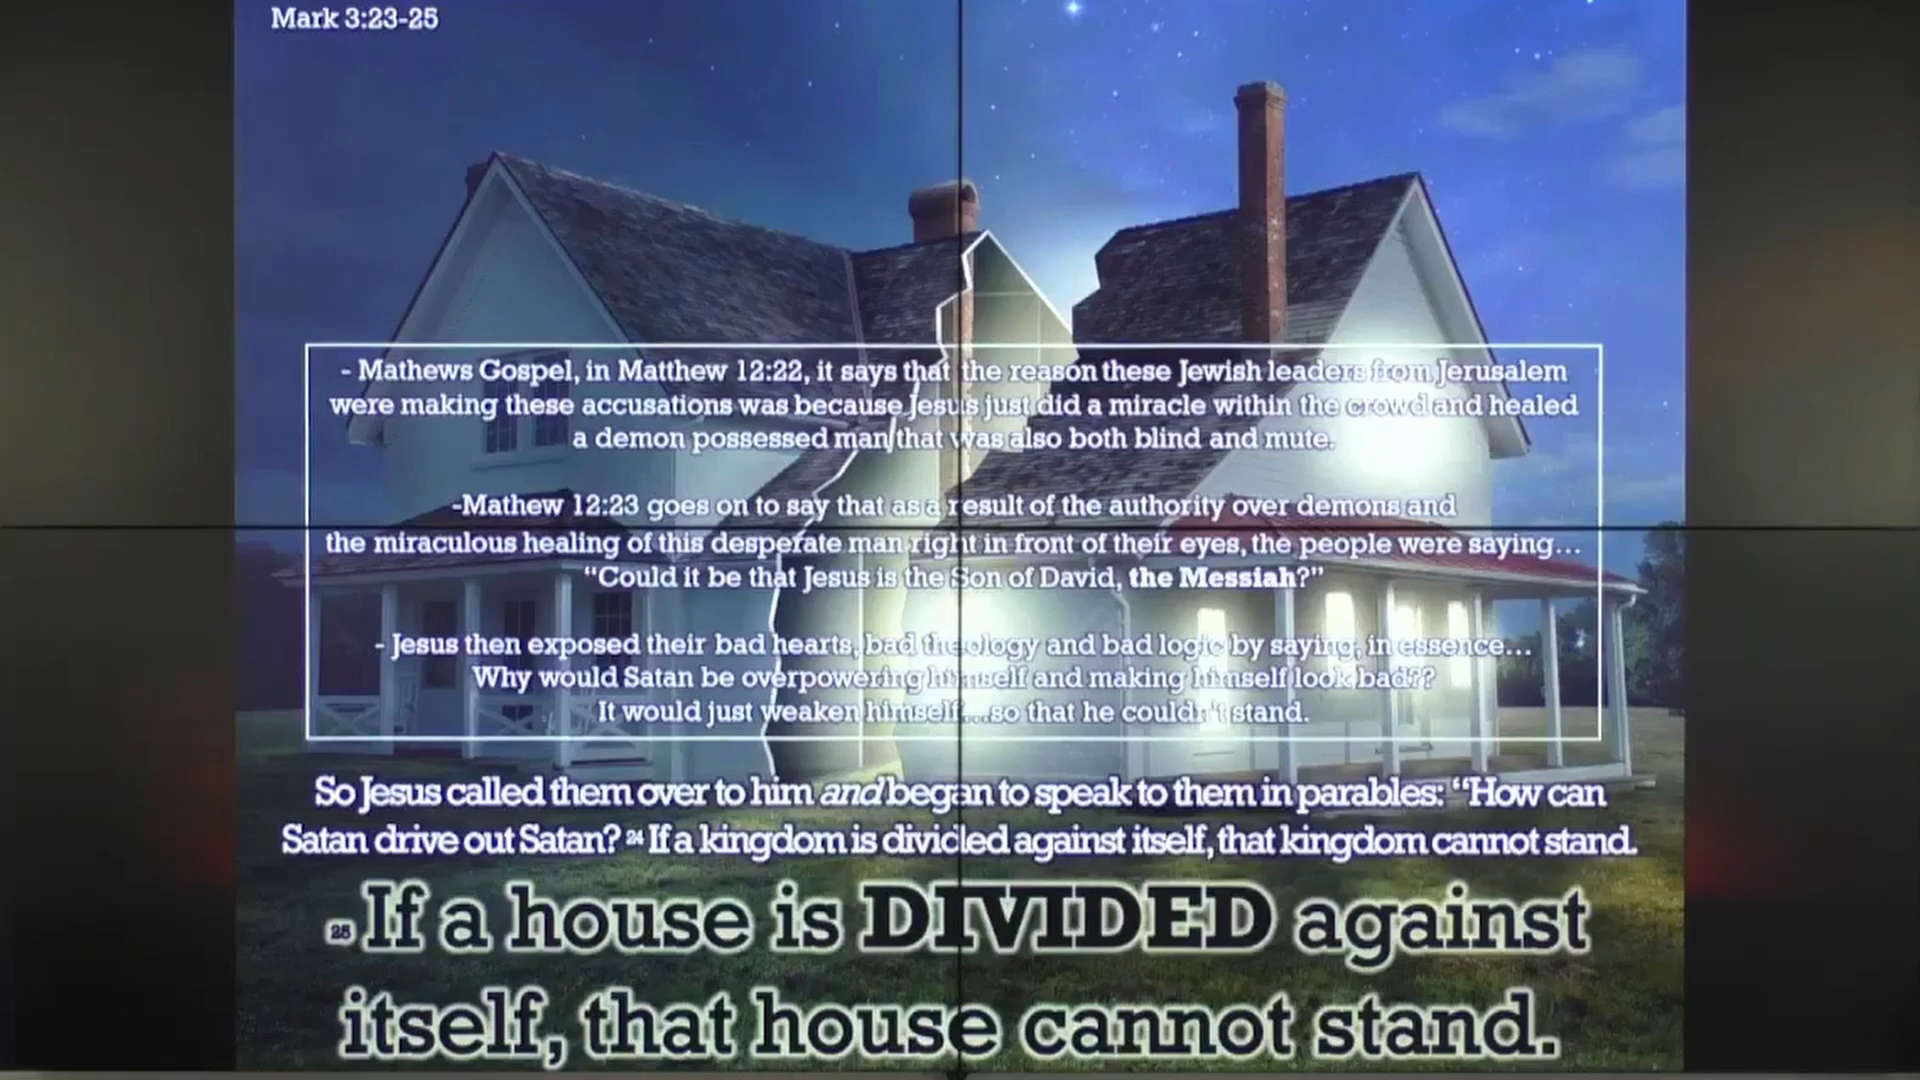 Mark 3:23-25
- Mathews Gospel, in Matthew 12:22, it says that the reason these Jewish leaders from Jerusalem
were making these accusations was because Jesus just did a miracle within the crowd and healed
a demon possessed man that was also both blind and mute.
-Mathew 12:23 goes on to say that as a result of the authority over demons and
the miraculous healing of this desperate man right in front of their eyes, the people were saying...
“Could it be that Jesus is the Son of David, the Messiah?”
- Jesus then exposed their bad hearts, bad theology and bad logic by saying, in essence...
Why would Satan be overpowering himself and making himself look bad??
It would just weaken himself...so that he couldn't stand.
So Jesus called them over to him and began to speak to them in parables: “How can
Satan drive out Satan? 24 If a kingdom is divided against itself, that kingdom cannot stand.
25 If a house is DIVIDED against
itself, that house cannot stand.